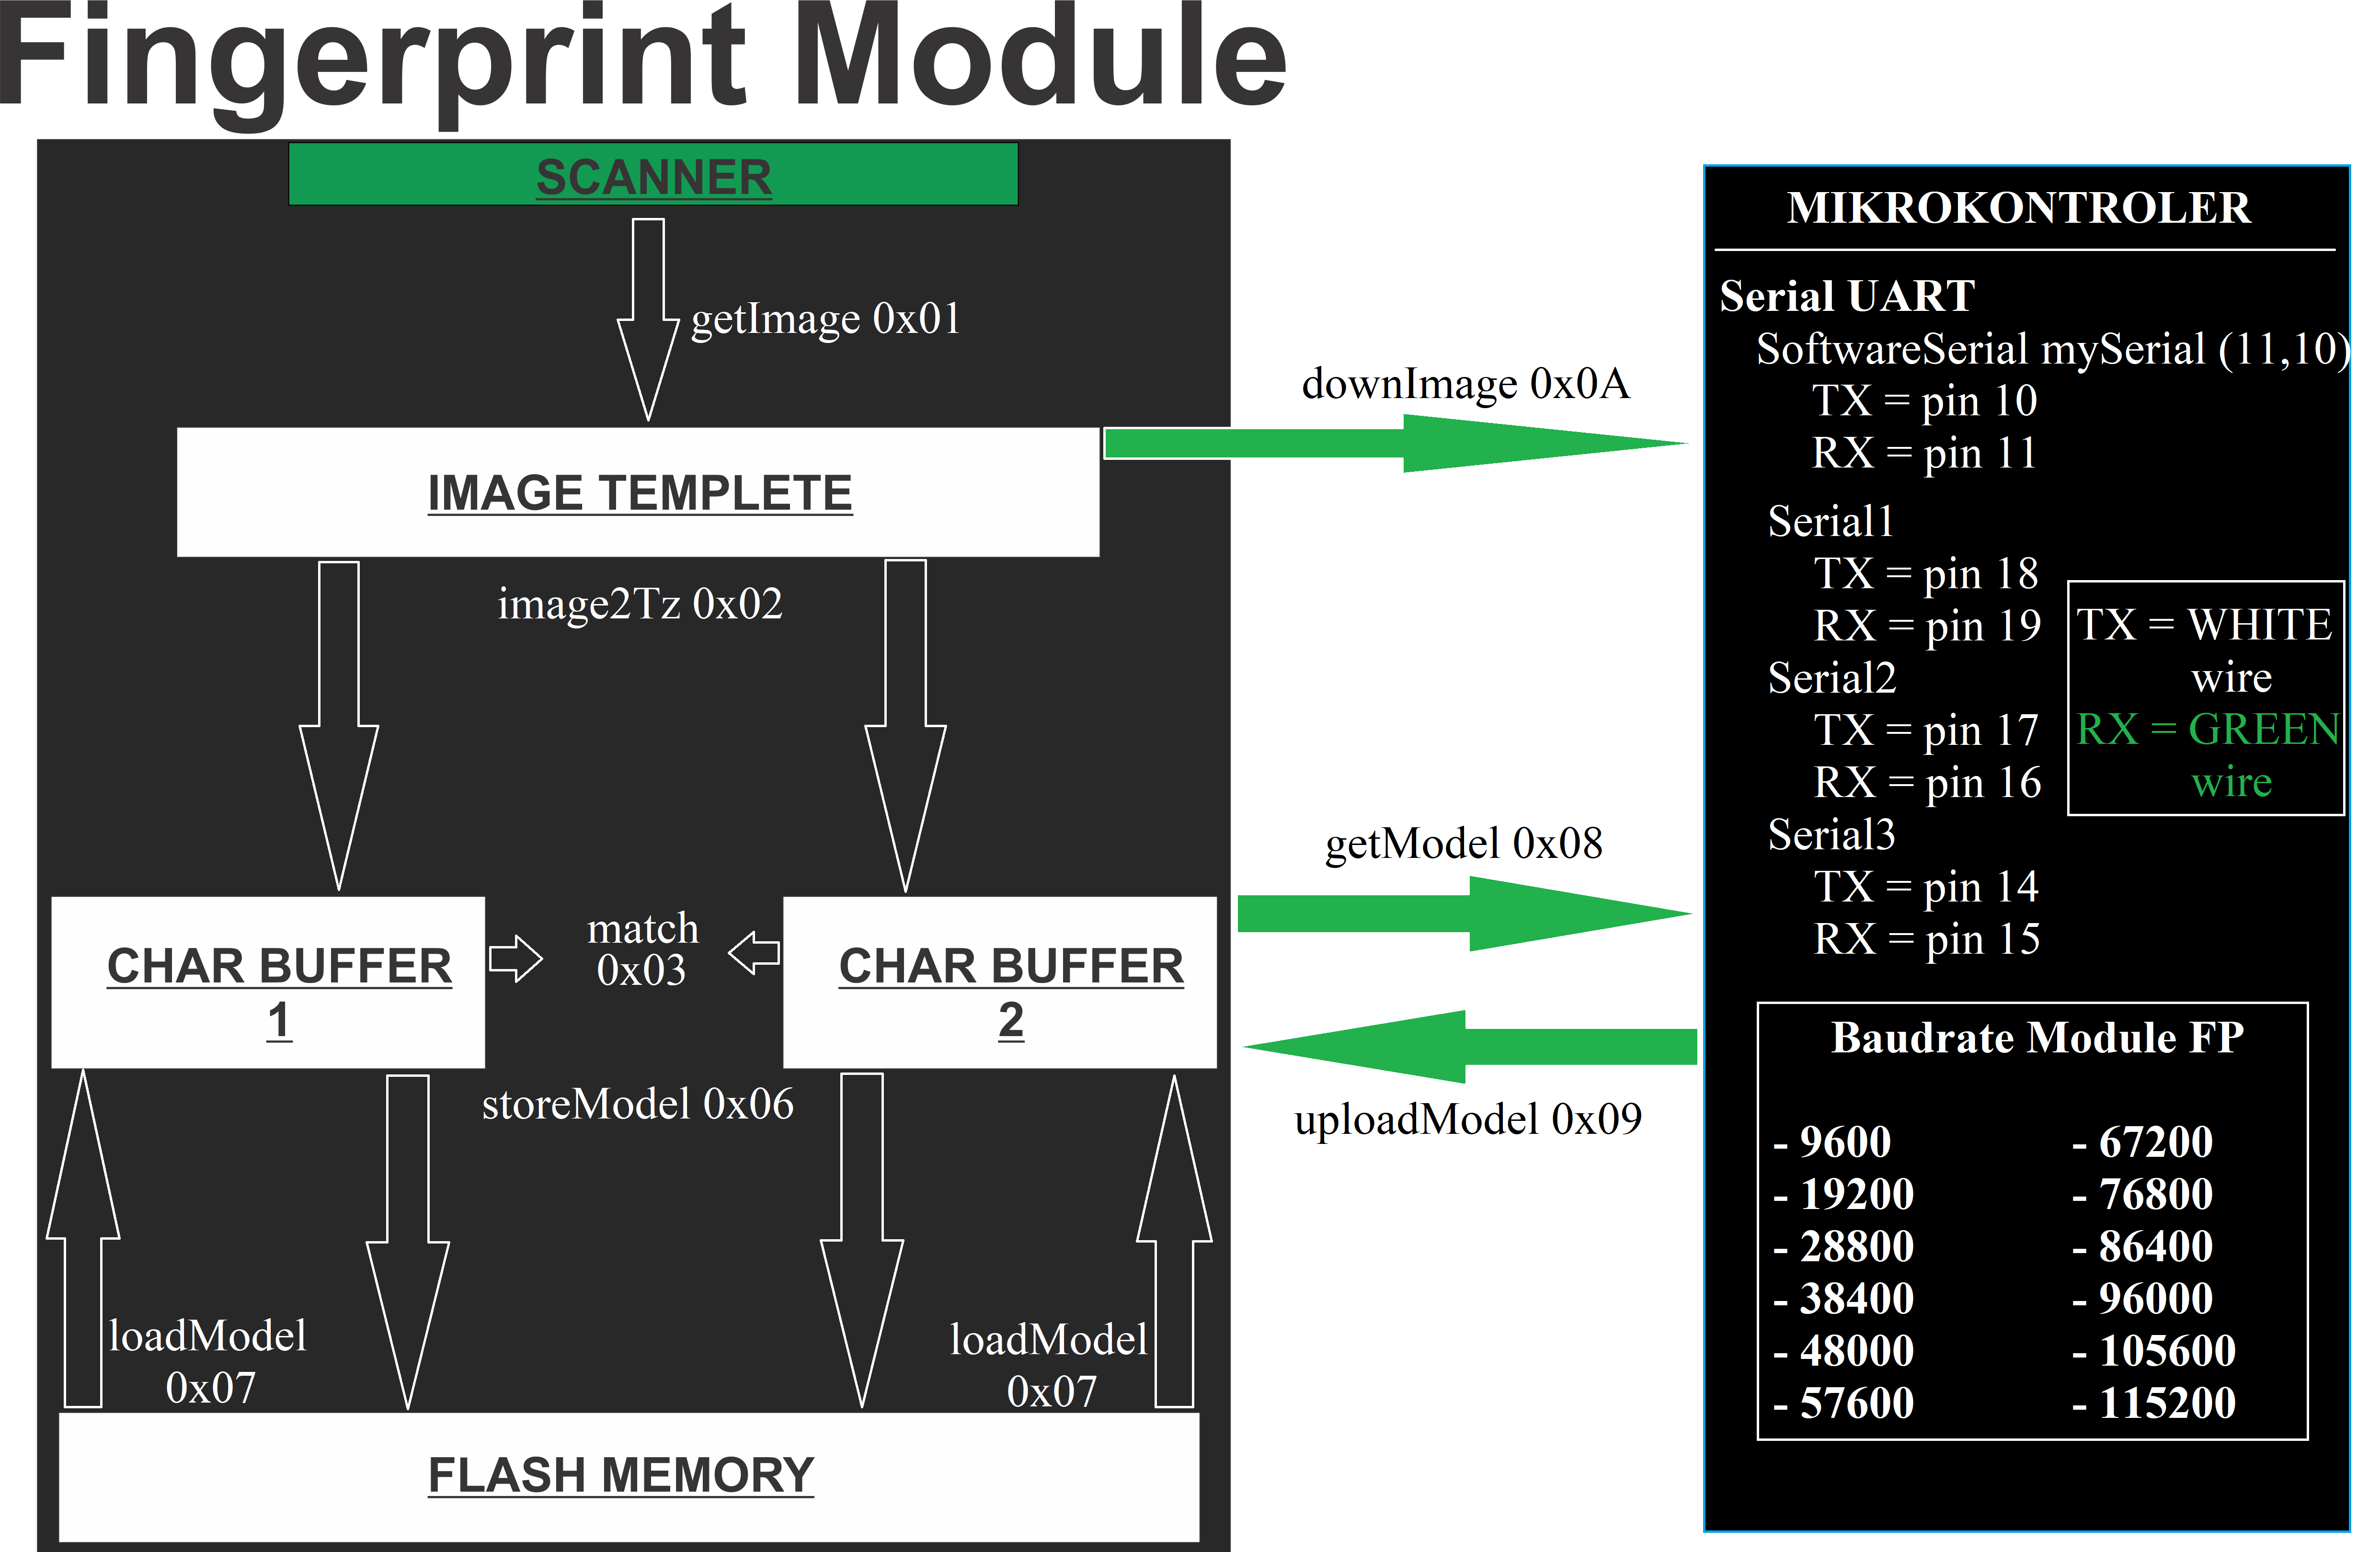 Fingerprint Module
SCANNER
getImage 0x01
IMAGE TEMPLETE
image2Tz 0x02
CHAR BUFFER
1
match
0x03
CHAR BUFFER
2
storeModel 0x06
loadModel
0x07
loadModel
0x07
FLASH MEMORY
downImage 0x0A
getModel 0x08
uploadModel 0x09
MIKROKONTROLER
Serial UART
SoftwareSerial mySerial (11,10)
TX = pin 10
RX = pin 11
Serial1
TX = pin 18
RX = pin 19
Serial2
TX = pin 17
RX = pin 16
Serial3
TX = pin 14
RX = pin 15
TX = WHITE
wire
RX = GREEN
wire
Baudrate Module FP
- 9600
- 19200
- 28800
- 38400
- 48000
- 57600
- 67200
- 76800
- 86400
- 96000
- 105600
- 115200